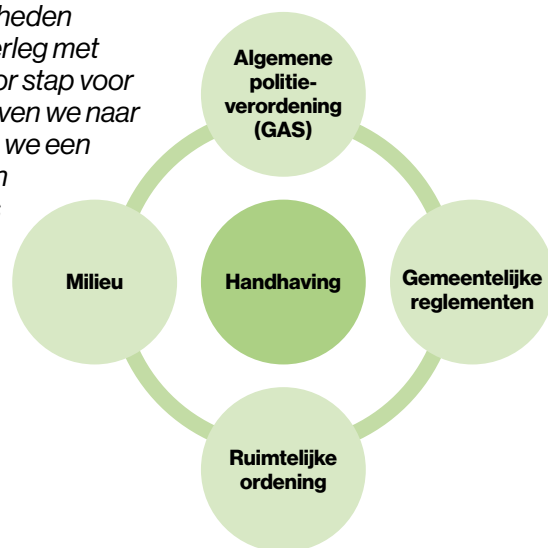 heden
erleg met
or stap voor
ven we naar
we een
Algemene
politie-
verordening
(GAS)
Milieu
Handhaving
Gemeentelijke
reglementen
Ruimtelijke
ordening